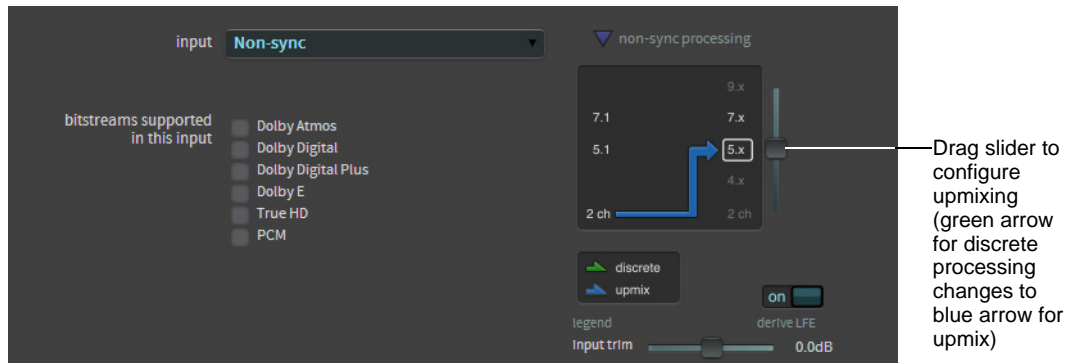 input
Non-sync
non-sync processing
bitstreams supported
in this input
Dolby Atmos
Dolby Digital
Dolby Digital Plus
Dolby E
True HD
PCM
9.x
7.1
7.x
5.1
5.x
4.x
2 ch
2 ch
discrete
upmix
legend
on
derive LFE
input trim
0.0dB
Drag slider to
configure
upmixing
(green arrow
for discrete
processing
changes to
blue arrow for
upmix)